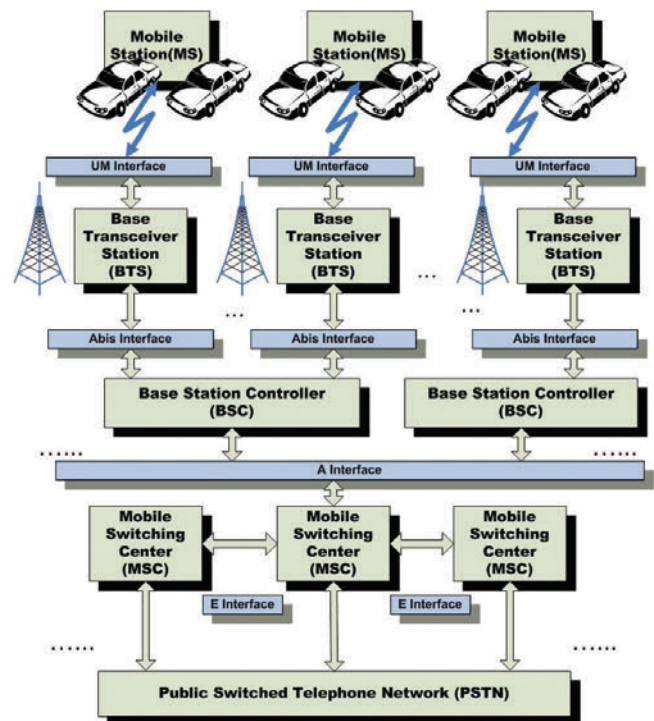 Mobile
Station(MS)
Mobile
Station(MS)
Mobile
Station(MS)
UM Interface
UM Interface
UM Interface
Base
Transceiver
Station
(BTS)
Base
Transceiver
Station
(BTS)
Base
Transceiver
Station
(BTS)
...
...
......
Abis Interface
Abis Interface
Abis Interface
Base Station Controller
(BSC)
Base Station Controller
(BSC)
......
......
A Interface
Mobile
Switching
Center
(MSC)
Mobile
Switching
Center
(MSC)
Mobile
Switching
Center
(MSC)
E Interface
E Interface
......
......
Public Switched Telephone Network (PSTN)